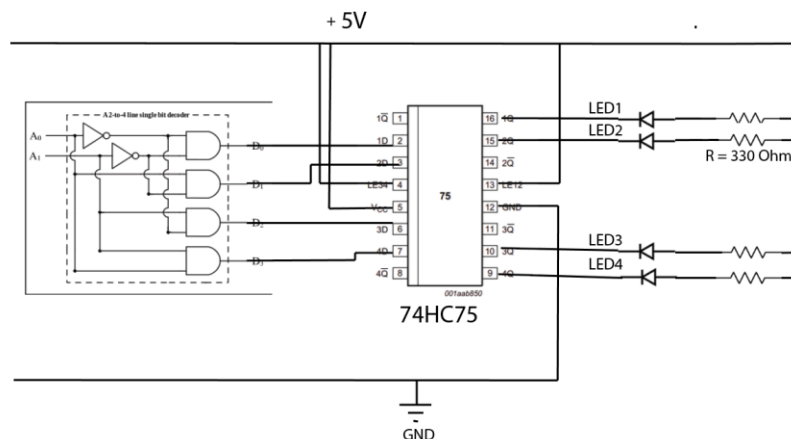 + 5V
A 2-to-4 line single bit decoder
A₀
A₁
D₀
D₁
D₂
D₃
1Q̅ 1
1D 2
2D 3
LE34 4
VCC 5
3D 6
4D 7
4Q̅ 8
75
16 1Q
15 2Q
14 2Q̅
13 LE12
12 GND
11 3Q̅
10 3Q
9 4Q
001aab850
74HC75
LED1
LED2
R = 330 Ohm
LED3
LED4
GND